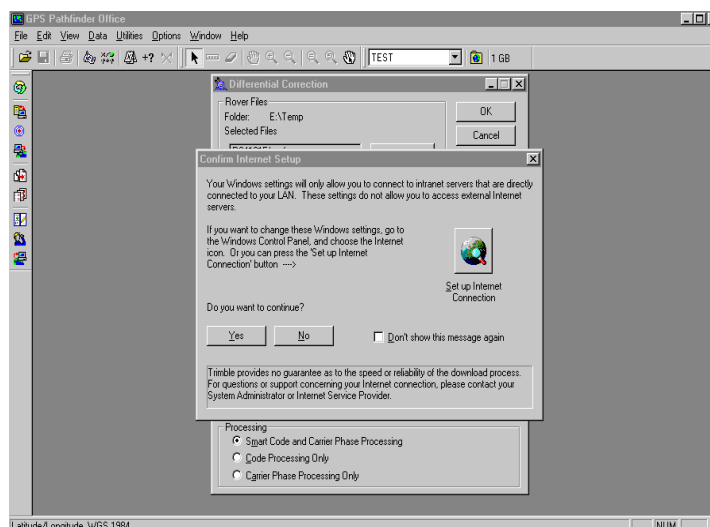 GPS Pathfinder Office
File Edit View Data Utilities Options Window Help
+? TEST 1 GB
Differential Correction
Rover Files
Folder: E:\Temp
OK
Selected Files
Cancel
Confirm Internet Setup
Your Windows settings will only allow you to connect to intranet servers that are directly
connected to your LAN. These settings do not allow you to access external Internet
servers.
If you want to change these Windows settings, go to
the Windows Control Panel, and choose the Internet
icon. Or you can press the 'Set up Internet
Connection' button ---->
Set up Internet
Connection
Do you want to continue?
Yes No Don't show this message again
Trimble provides no guarantee as to the speed or reliability of the download process.
For questions or support concerning your Internet connection, please contact your
System Administrator or Internet Service Provider.
Processing
Smart Code and Carrier Phase Processing
Code Processing Only
Carrier Phase Processing Only
Latitude/Longitude WGS 1984 NUM